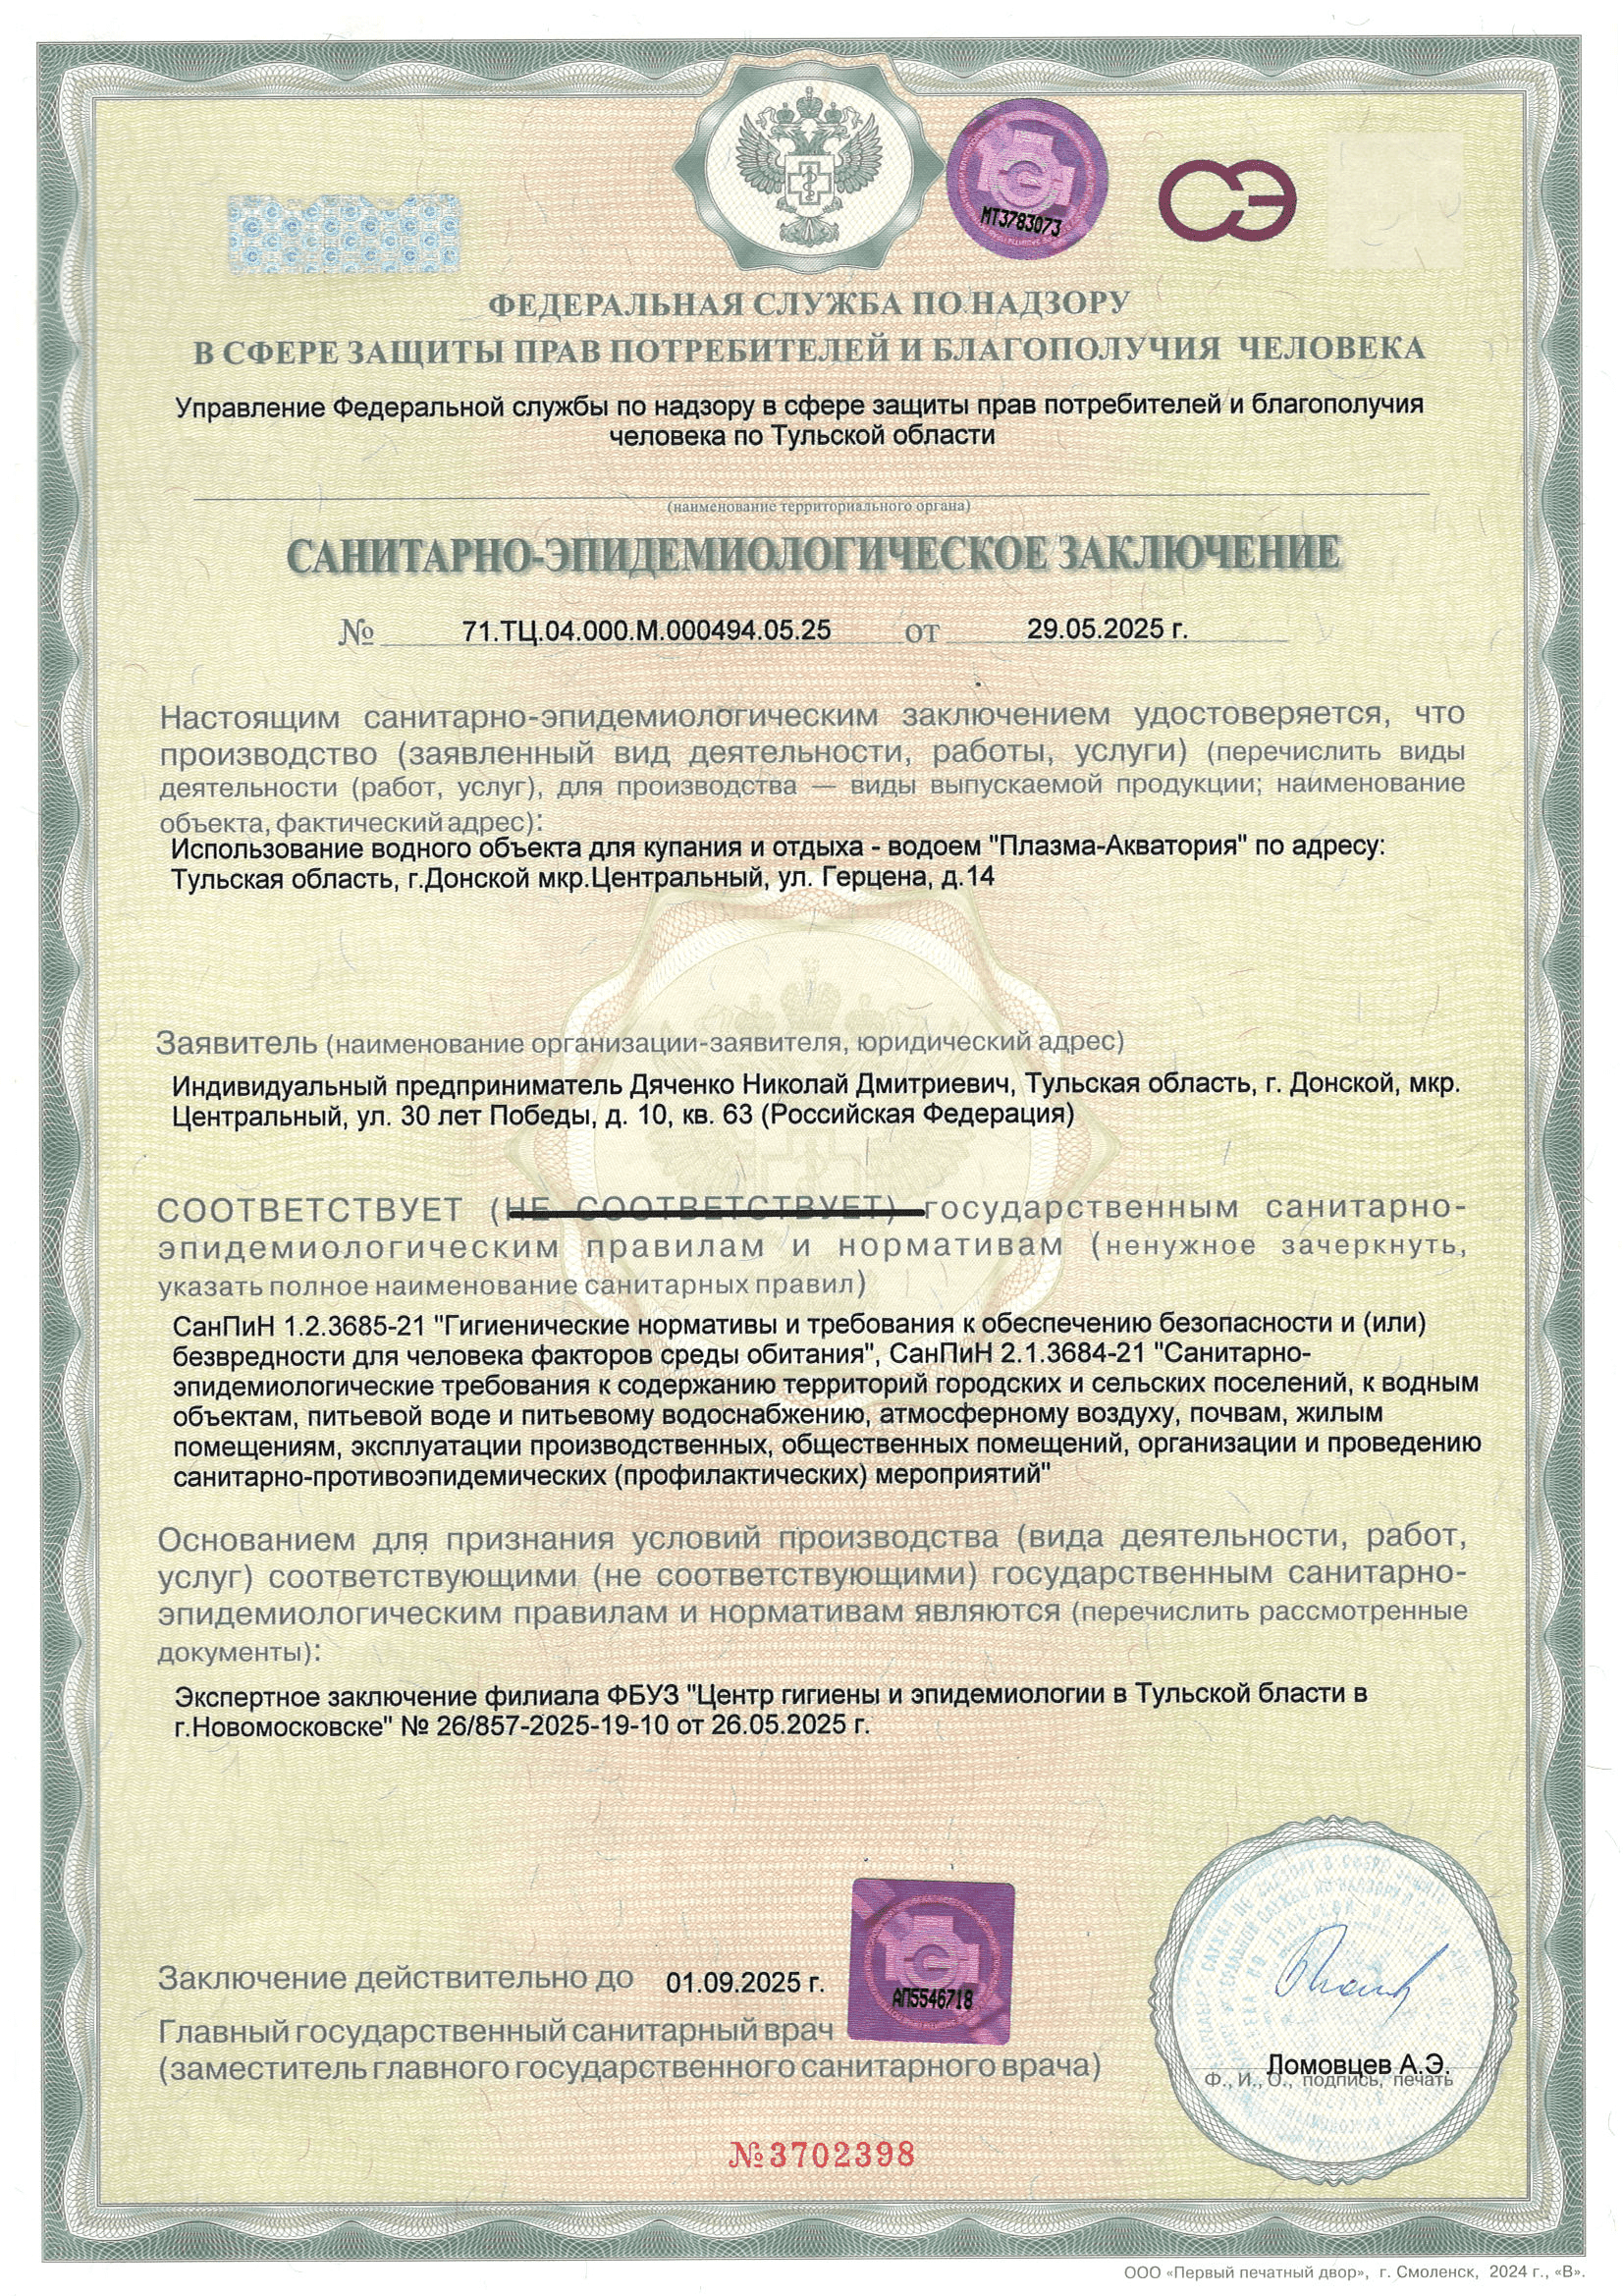 МТ3783073
СЭ
ФЕДЕРАЛЬНАЯ СЛУЖБА ПО НАДЗОРУ
В СФЕРЕ ЗАЩИТЫ ПРАВ ПОТРЕБИТЕЛЕЙ И БЛАГОПОЛУЧИЯ ЧЕЛОВЕКА
Управление Федеральной службы по надзору в сфере защиты прав потребителей и благополучия
человека по Тульской области
(наименование территориального органа)
САНИТАРНО-ЭПИДЕМИОЛОГИЧЕСКОЕ ЗАКЛЮЧЕНИЕ
№ 71.ТЦ.04.000.М.000494.05.25 от 29.05.2025 г.
Настоящим санитарно-эпидемиологическим заключением удостоверяется, что
производство (заявленный вид деятельности, работы, услуги) (перечислить виды
деятельности (работ, услуг), для производства — виды выпускаемой продукции; наименование
объекта, фактический адрес):
Использование водного объекта для купания и отдыха - водоем "Плазма-Акватория" по адресу:
Тульская область, г.Донской мкр.Центральный, ул. Герцена, д.14
Заявитель (наименование организации-заявителя, юридический адрес)
Индивидуальный предприниматель Дяченко Николай Дмитриевич, Тульская область, г. Донской, мкр.
Центральный, ул. 30 лет Победы, д. 10, кв. 63 (Российская Федерация)
СООТВЕТСТВУЕТ (НЕ СООТВЕТСТВУЕТ) государственным санитарно-
эпидемиологическим правилам и нормативам (ненужное зачеркнуть,
указать полное наименование санитарных правил)
СанПиН 1.2.3685-21 "Гигиенические нормативы и требования к обеспечению безопасности и (или)
безвредности для человека факторов среды обитания", СанПиН 2.1.3684-21 "Санитарно-
эпидемиологические требования к содержанию территорий городских и сельских поселений, к водным
объектам, питьевой воде и питьевому водоснабжению, атмосферному воздуху, почвам, жилым
помещениям, эксплуатации производственных, общественных помещений, организации и проведению
санитарно-противоэпидемических (профилактических) мероприятий"
Основанием для признания условий производства (вида деятельности, работ,
услуг) соответствующими (не соответствующими) государственным санитарно-
эпидемиологическим правилам и нормативам являются (перечислить рассмотренные
документы):
Экспертное заключение филиала ФБУЗ "Центр гигиены и эпидемиологии в Тульской бласти в
г.Новомосковске" № 26/857-2025-19-10 от 26.05.2025 г.
Заключение действительно до 01.09.2025 г.
АП5546718
Главный государственный санитарный врач
(заместитель главного государственного санитарного врача)
Ломовцев А.Э.
Ф., И., О., подпись, печать
№3702398
ООО «Первый печатный двор», г. Смоленск, 2024 г., «В».